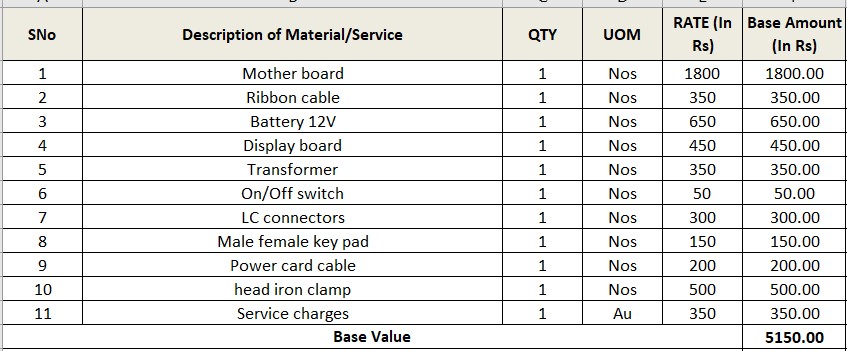 SNo Description of Material/Service QTY UOM RATE (In Rs) Base Amount (In Rs)
1 Mother board 1 Nos 1800 1800.00
2 Ribbon cable 1 Nos 350 350.00
3 Battery 12V 1 Nos 650 650.00
4 Display board 1 Nos 450 450.00
5 Transformer 1 Nos 350 350.00
6 On/Off switch 1 Nos 50 50.00
7 LC connectors 1 Nos 300 300.00
8 Male female key pad 1 Nos 150 150.00
9 Power card cable 1 Nos 200 200.00
10 head iron clamp 1 Nos 500 500.00
11 Service charges 1 Au 350 350.00
Base Value 5150.00